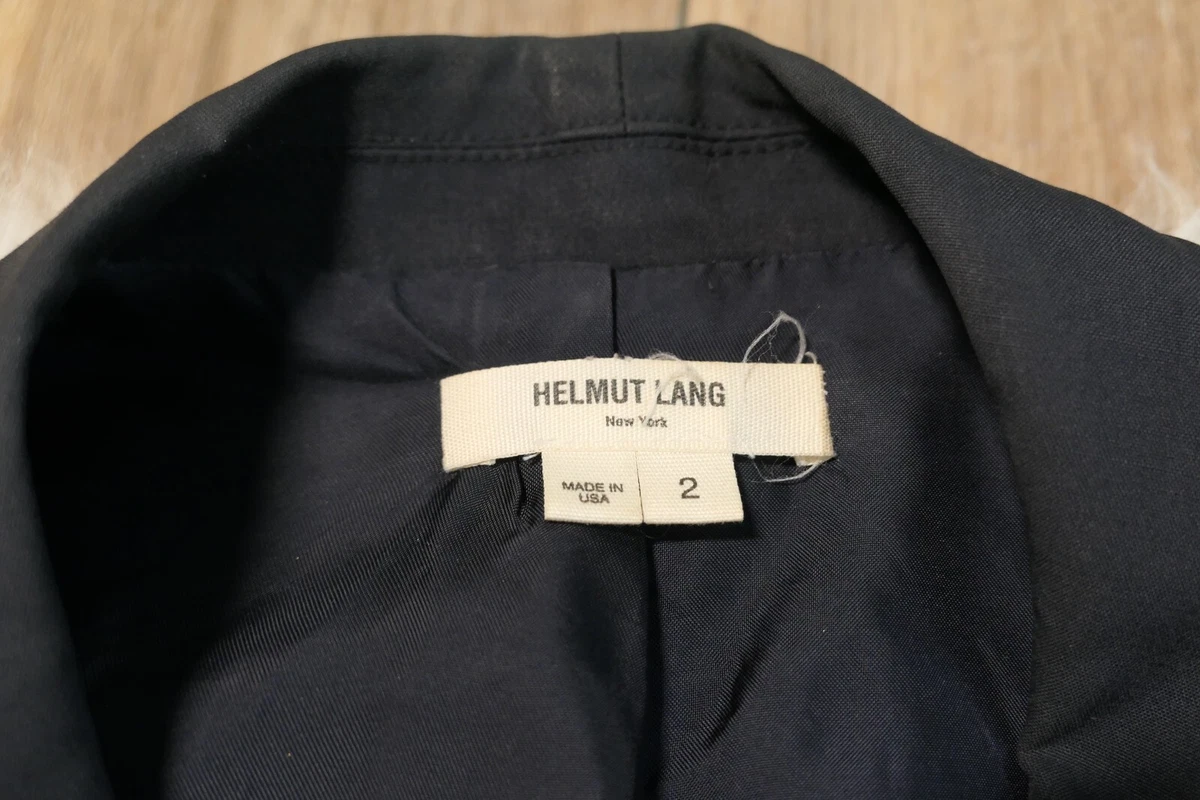 HELMUT LANG
New York
MADE IN
USA
2